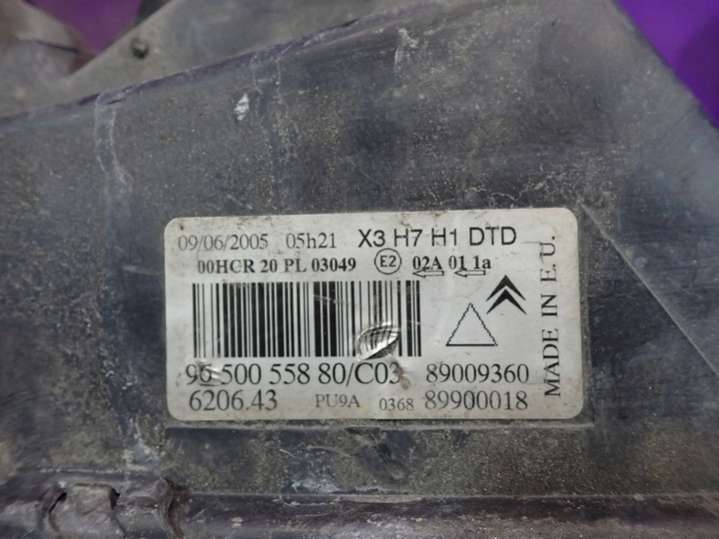 09/06/2005 05h21 X3 H7 H1 DTD
00HCR 20 PL 03049 E2 02A 01 1a
96 500 558 80/C03 89009360
6206.43 PU9A 0368 89900018
MADE IN E.U.